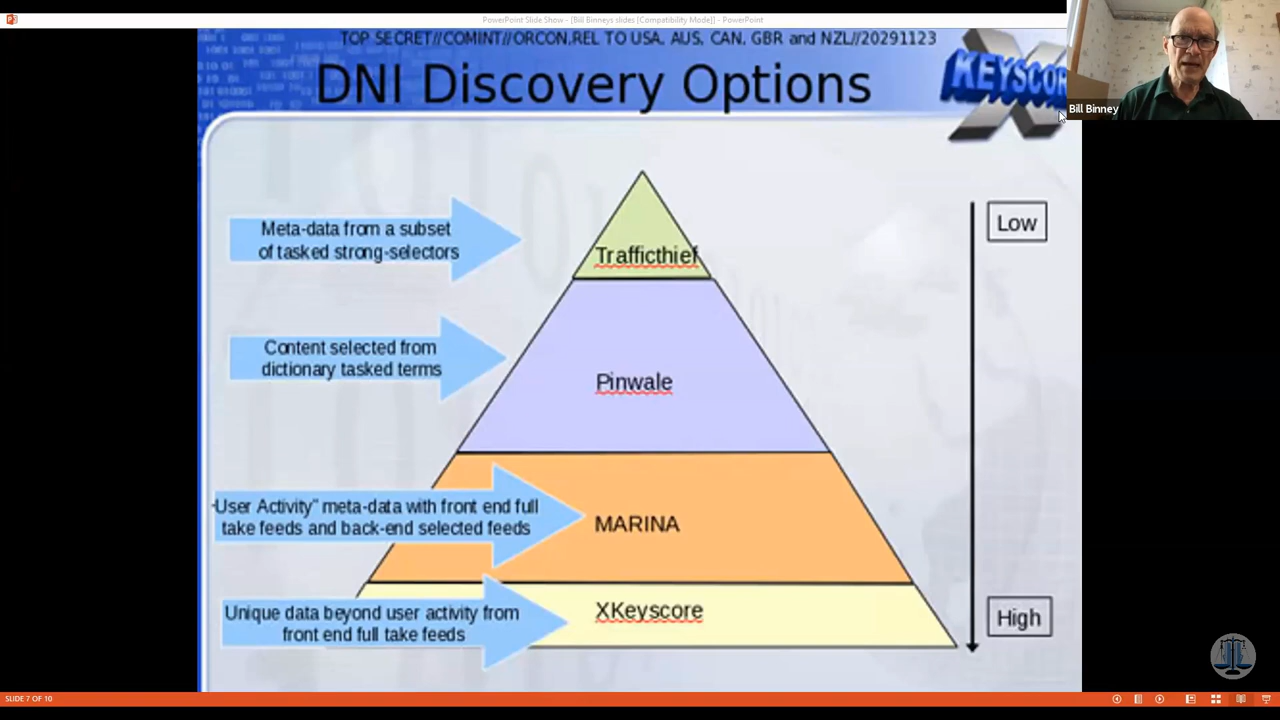 PowerPoint Slide Show - [Bill Binneys slides [Compatibility Mode]] - PowerPoint
TOP SECRET//COMINT//ORCON,REL TO USA, AUS, CAN, GBR and NZL//20291123
DNI Discovery Options
X
KEYSCOR
Bill Binney
Meta-data from a subset
of tasked strong-selectors
Trafficthief
Low
Content selected from
dictionary tasked terms
Pinwale
"User Activity" meta-data with front end full
take feeds and back-end selected feeds
MARINA
Unique data beyond user activity from
front end full take feeds
XKeyscore
High
SLIDE 7 OF 10